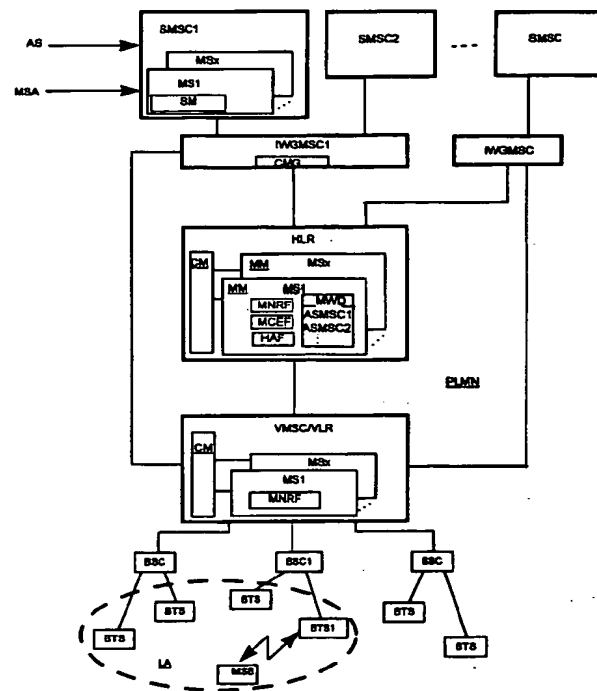 SMSC1
AS
MSx
MSA
MS1
SM
SMSC2
SMSC
IWGMSC1
CMG
IWGMSC
HLR
CM
MM
MSx
MM
MS1
MNRF
MWD
MCEF
ASMSC1
HAF
ASMSC2
PLMN
VMSC/VLR
CM
MSx
MS1
MNRF
BSC
BSC1
BSC
BTS
BTS
BTS
BTS1
BTS
BTS
LA
MSB